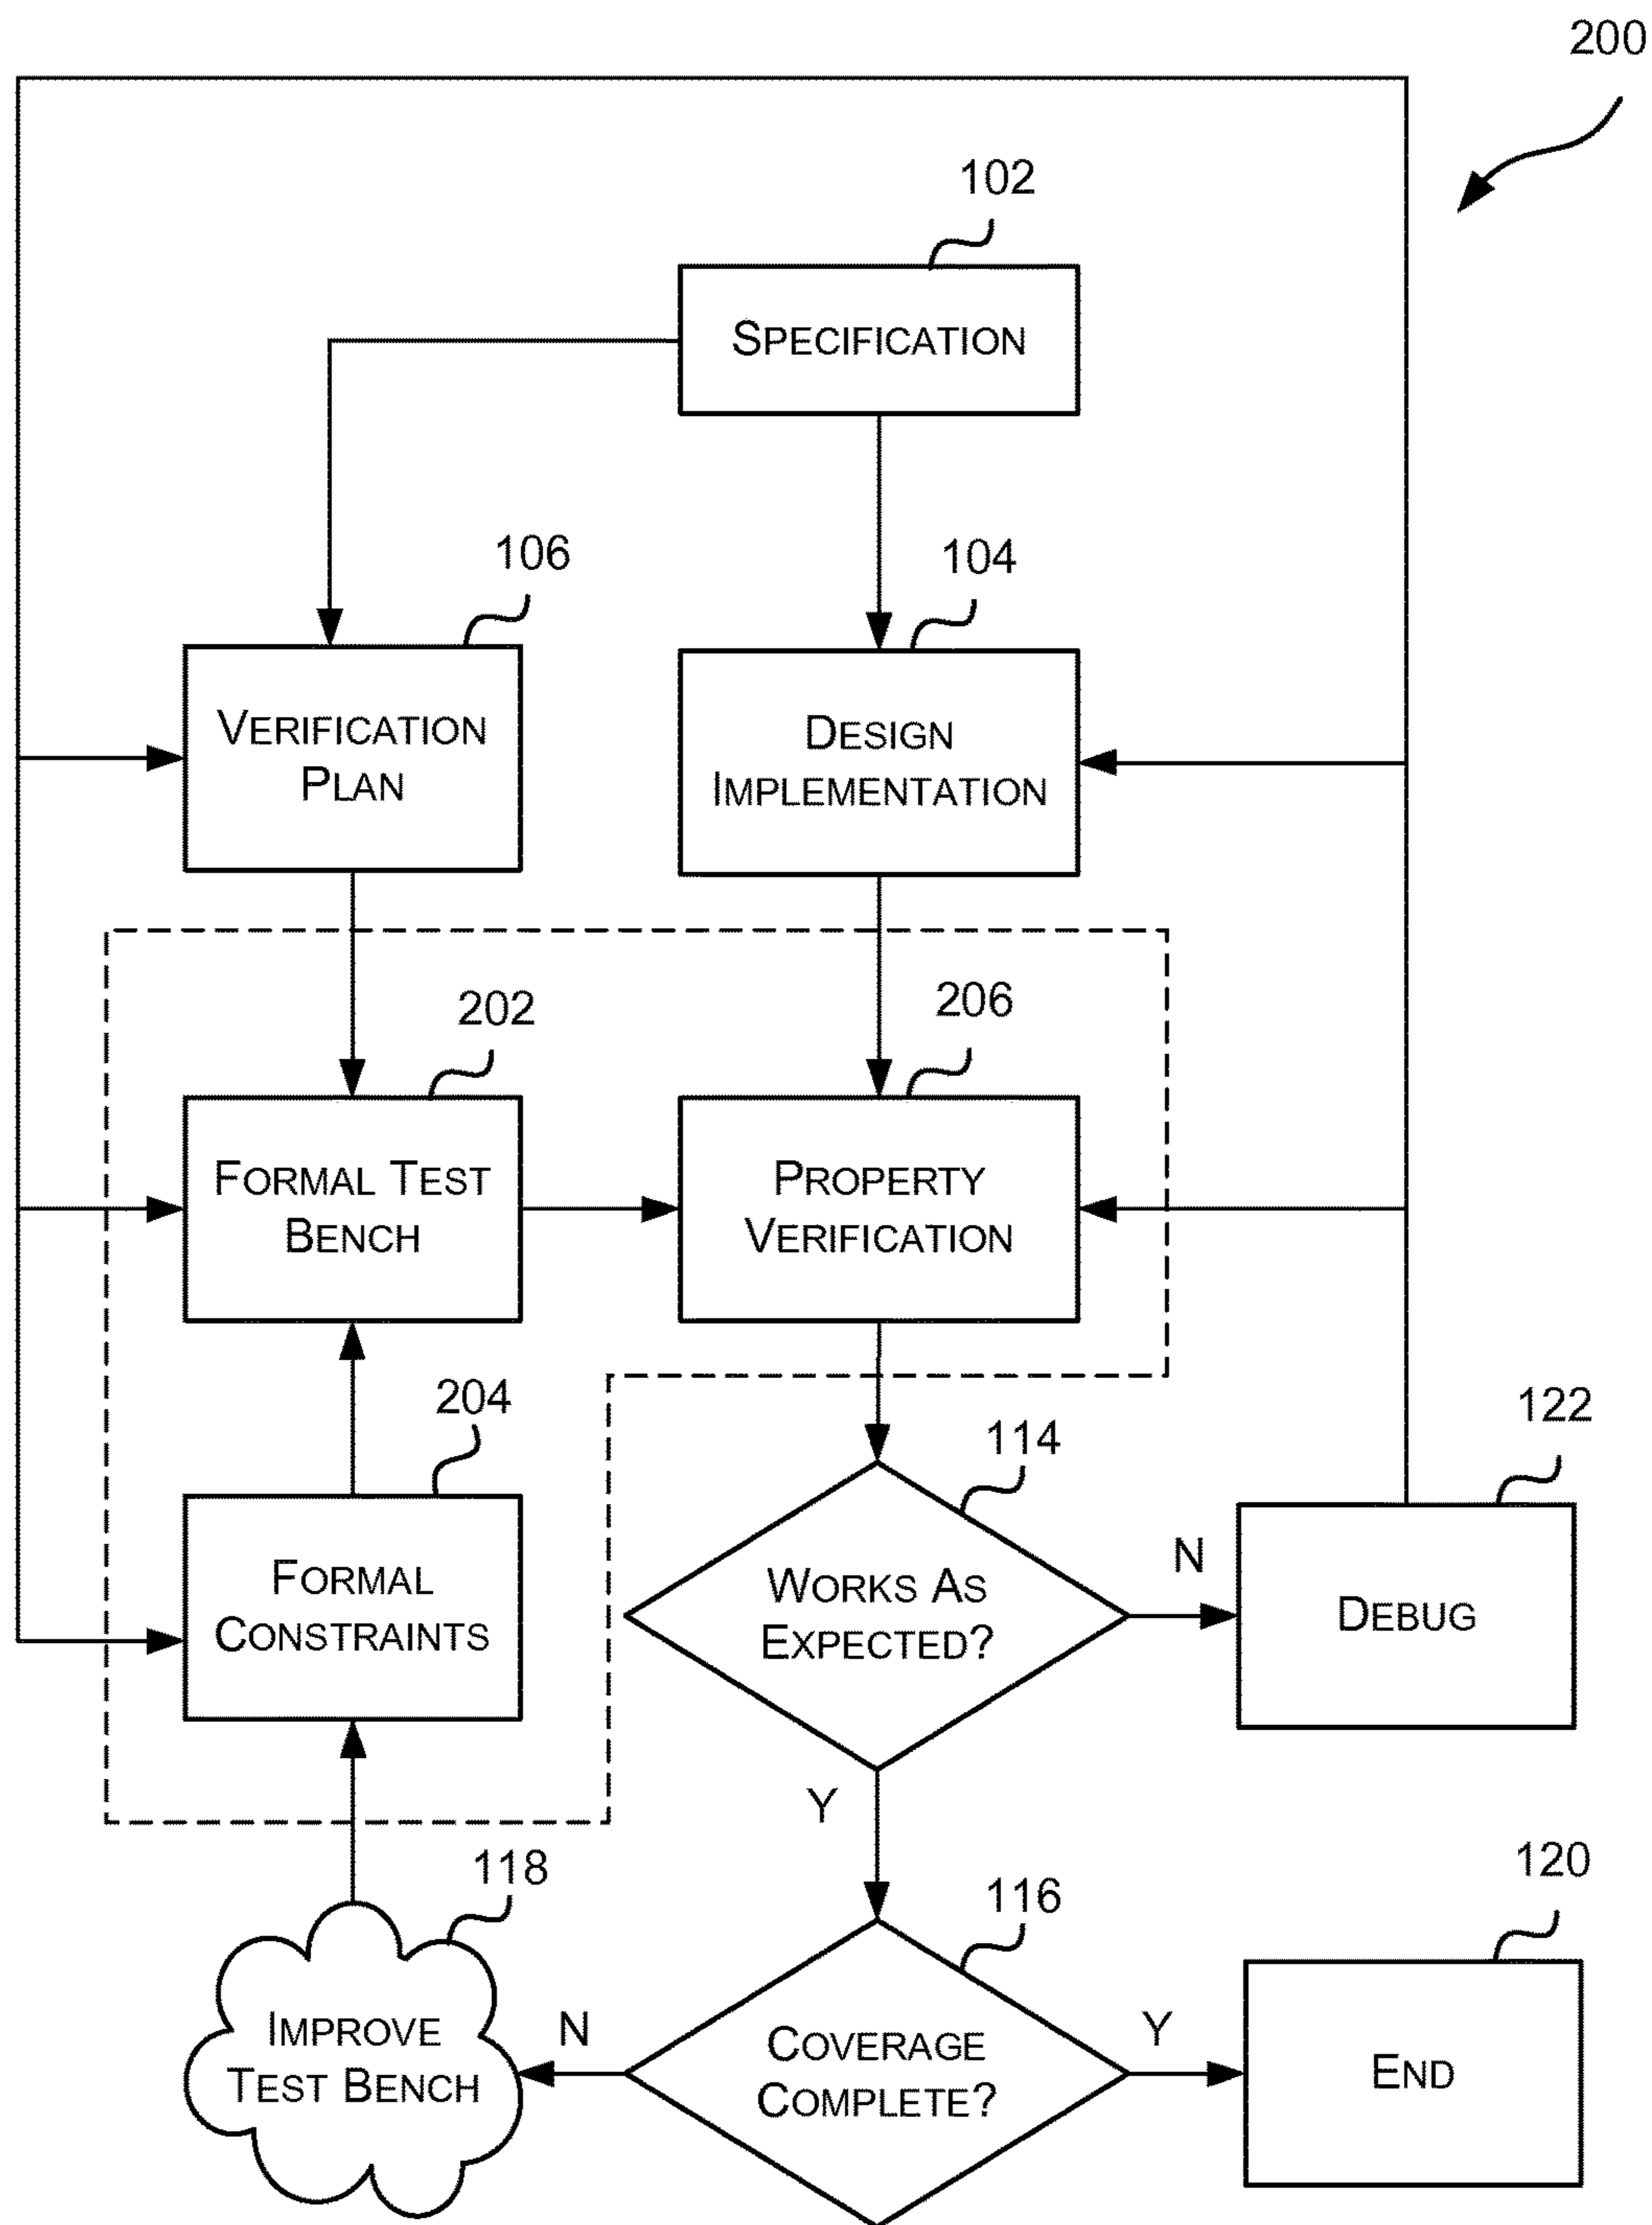 200
102
SPECIFICATION
106
104
VERIFICATION
PLAN
DESIGN
IMPLEMENTATION
202
206
FORMAL TEST
BENCH
PROPERTY
VERIFICATION
204
114
122
FORMAL
CONSTRAINTS
WORKS AS
EXPECTED?
N
DEBUG
Y
118
116
120
IMPROVE
TEST BENCH
N
COVERAGE
COMPLETE?
Y
END